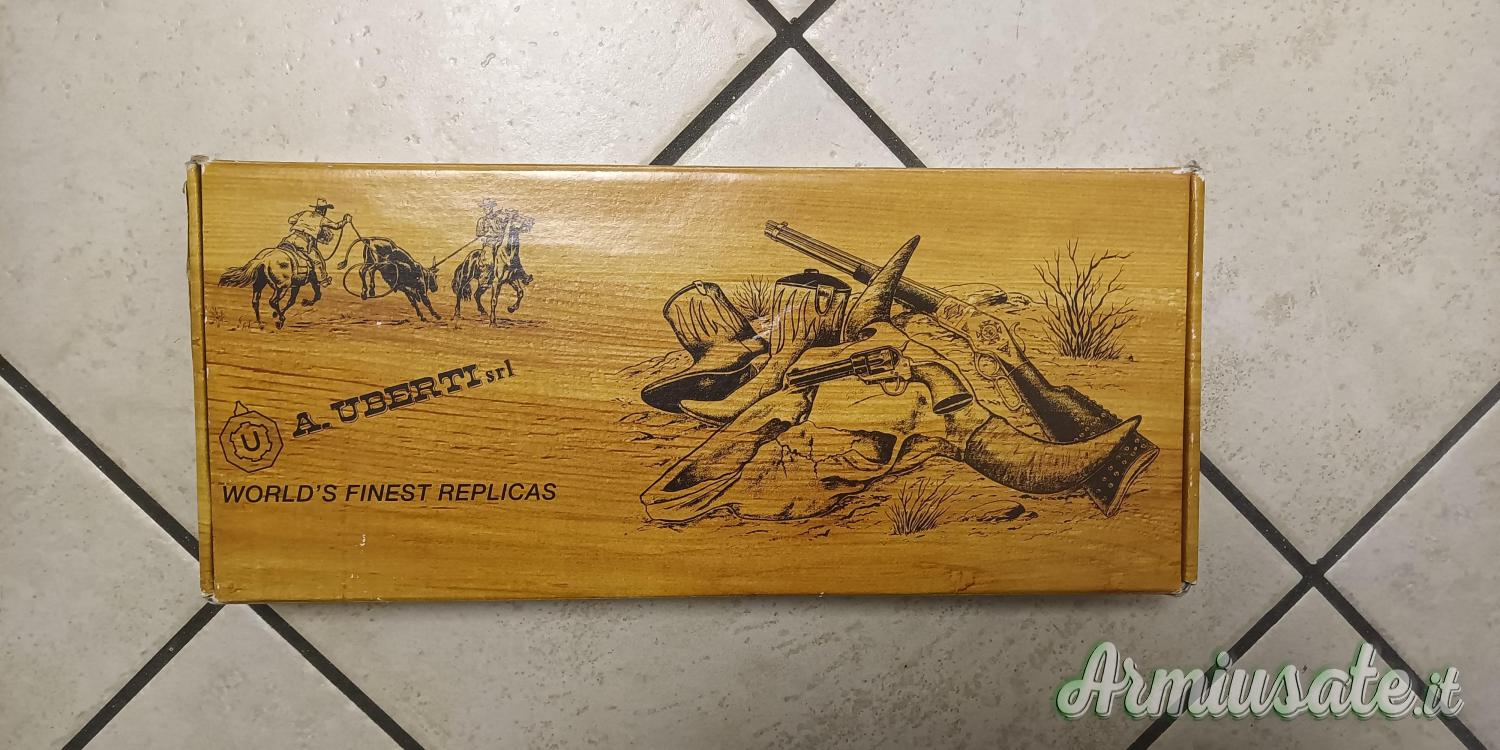 A. UBERTI srl
U
WORLD'S FINEST REPLICAS
Armiusate.it